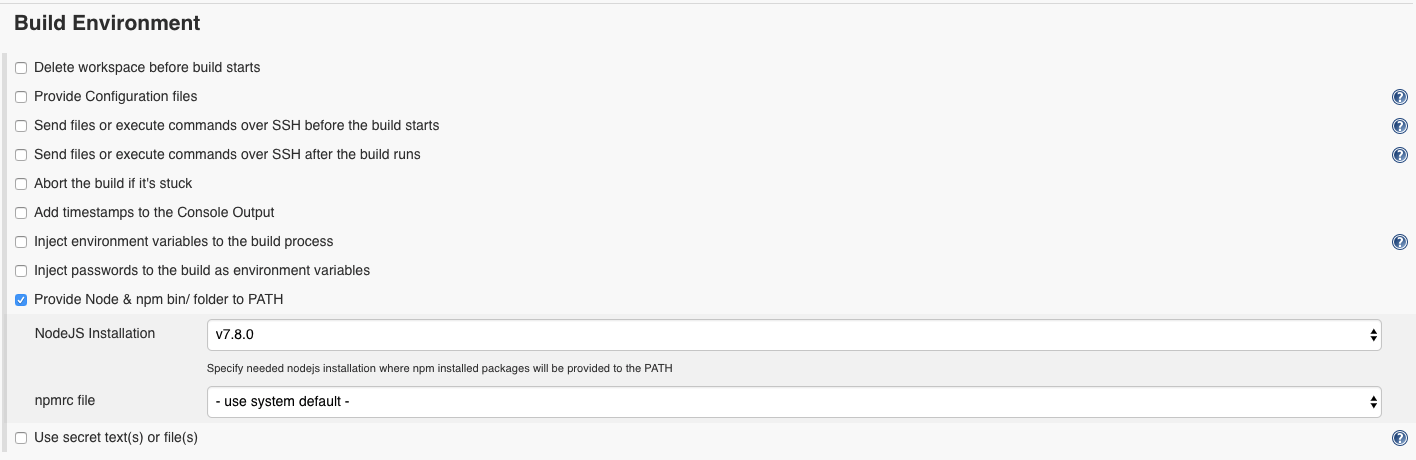 Build Environment
Delete workspace before build starts
Provide Configuration files
Send files or execute commands over SSH before the build starts
Send files or execute commands over SSH after the build runs
Abort the build if it's stuck
Add timestamps to the Console Output
Inject environment variables to the build process
Inject passwords to the build as environment variables
Provide Node & npm bin/ folder to PATH
NodeJS Installation v7.8.0
Specify needed nodejs installation where npm installed packages will be provided to the PATH
npmrc file - use system default -
Use secret text(s) or file(s)